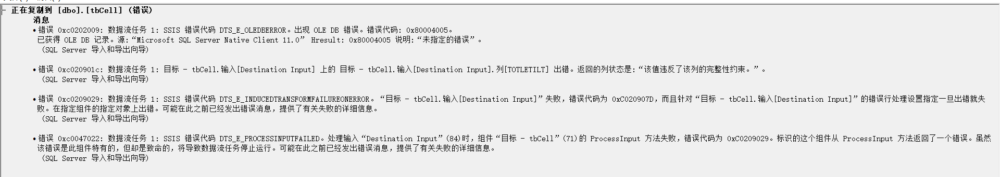 正在复制到 [dbo].[tbCell] (错误)
消息
• 错误 0xc0202009: 数据流任务 1: SSIS 错误代码 DTS_E_OLEDBERROR。出现 OLE DB 错误。错误代码: 0x80004005。
已获得 OLE DB 记录。源:“Microsoft SQL Server Native Client 11.0” Hresult: 0x80004005 说明:“未指定的错误”。
(SQL Server 导入和导出向导)
• 错误 0xc020901c: 数据流任务 1: 目标 - tbCell.输入[Destination Input] 上的 目标 - tbCell.输入[Destination Input].列[TOTLETILT] 出错。返回的列状态是:“该值违反了该列的完整性约束。”。
(SQL Server 导入和导出向导)
• 错误 0xc0209029: 数据流任务 1: SSIS 错误代码 DTS_E_INDUCEDTRANSFORMFAILUREONERROR。“目标 - tbCell.输入[Destination Input]”失败，错误代码为 0xC020907D，而且针对“目标 - tbCell.输入[Destination Input]”的错误行处理设置指定一旦出错就失
败。在指定组件的指定对象上出错。可能在此之前已经发出错误消息，提供了有关失败的详细信息。
(SQL Server 导入和导出向导)
• 错误 0xc0047022: 数据流任务 1: SSIS 错误代码 DTS_E_PROCESSINPUTFAILED。处理输入“Destination Input”(84)时，组件“目标 - tbCell”(71)的 ProcessInput 方法失败，错误代码为 0xC0209029。标识的这个组件从 ProcessInput 方法返回了一个错误。虽然
该错误是此组件特有的，但却是致命的，将导致数据流任务停止运行。可能在此之前已经发出错误消息，提供了有关失败的详细信息。
(SQL Server 导入和导出向导)